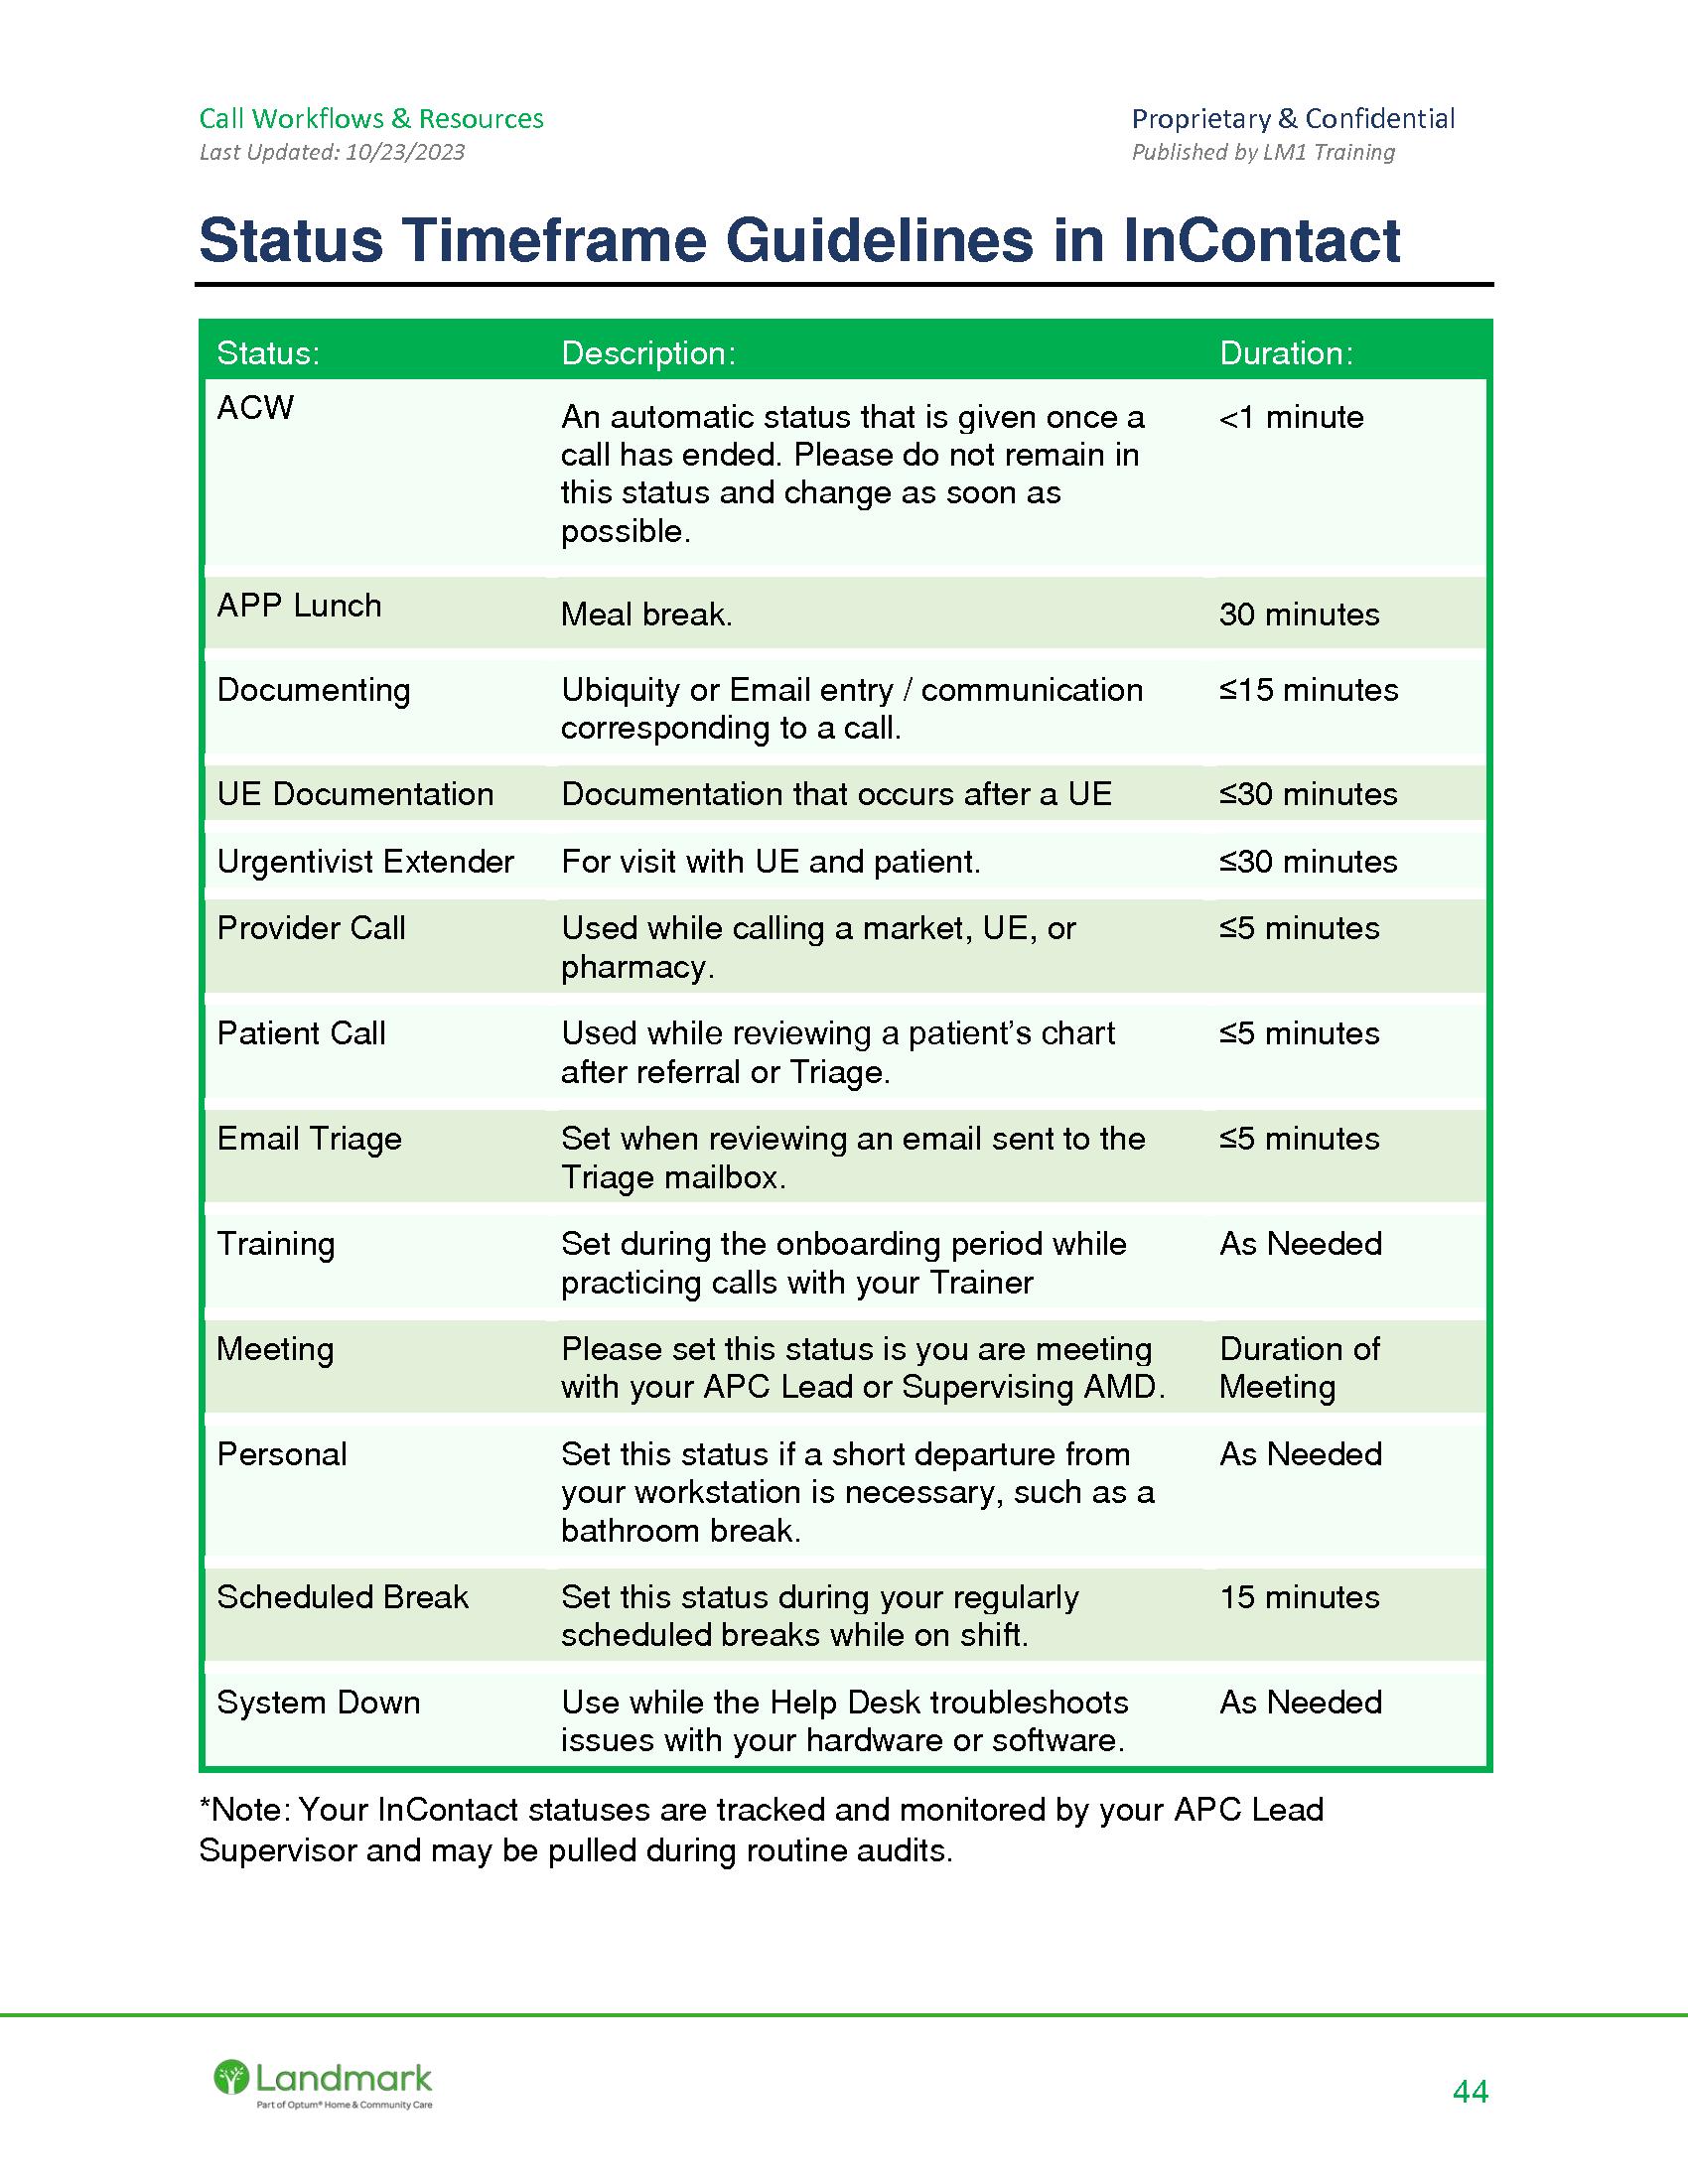 Call Workflows & Resources
Proprietary & Confidential
Last Updated: 10/23/2023
Published by LM1 Training
Status Timeframe Guidelines in InContact
Status:
Description:
Duration:
ACW
An automatic status that is given once a
call has ended. Please do not remain in
this status and change as soon as
possible.
<1 minute
APP Lunch
Meal break.
30 minutes
Documenting
Ubiquity or Email entry / communication
corresponding to a call.
≤15 minutes
UE Documentation
Documentation that occurs after a UE
≤30 minutes
Urgentivist Extender
For visit with UE and patient.
≤30 minutes
Provider Call
Used while calling a market, UE, or
pharmacy.
≤5 minutes
Patient Call
Used while reviewing a patient’s chart
after referral or Triage.
≤5 minutes
Email Triage
Set when reviewing an email sent to the
Triage mailbox.
≤5 minutes
Training
Set during the onboarding period while
practicing calls with your Trainer
As Needed
Meeting
Please set this status is you are meeting
with your APC Lead or Supervising AMD.
Duration of
Meeting
Personal
Set this status if a short departure from
your workstation is necessary, such as a
bathroom break.
As Needed
Scheduled Break
Set this status during your regularly
scheduled breaks while on shift.
15 minutes
System Down
Use while the Help Desk troubleshoots
issues with your hardware or software.
As Needed
*Note: Your InContact statuses are tracked and monitored by your APC Lead
Supervisor and may be pulled during routine audits.
Landmark
Part of Optum® Home & Community Care
44